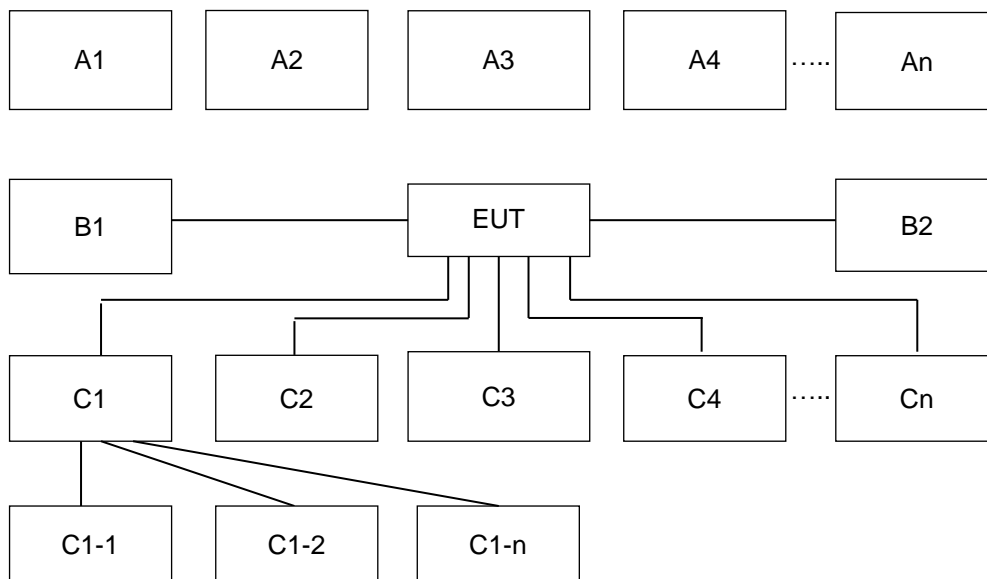 A1 A2 A3 A4 ..... An
B1 EUT B2
C1 C2 C3 C4 ..... Cn
C1-1 C1-2 C1-n